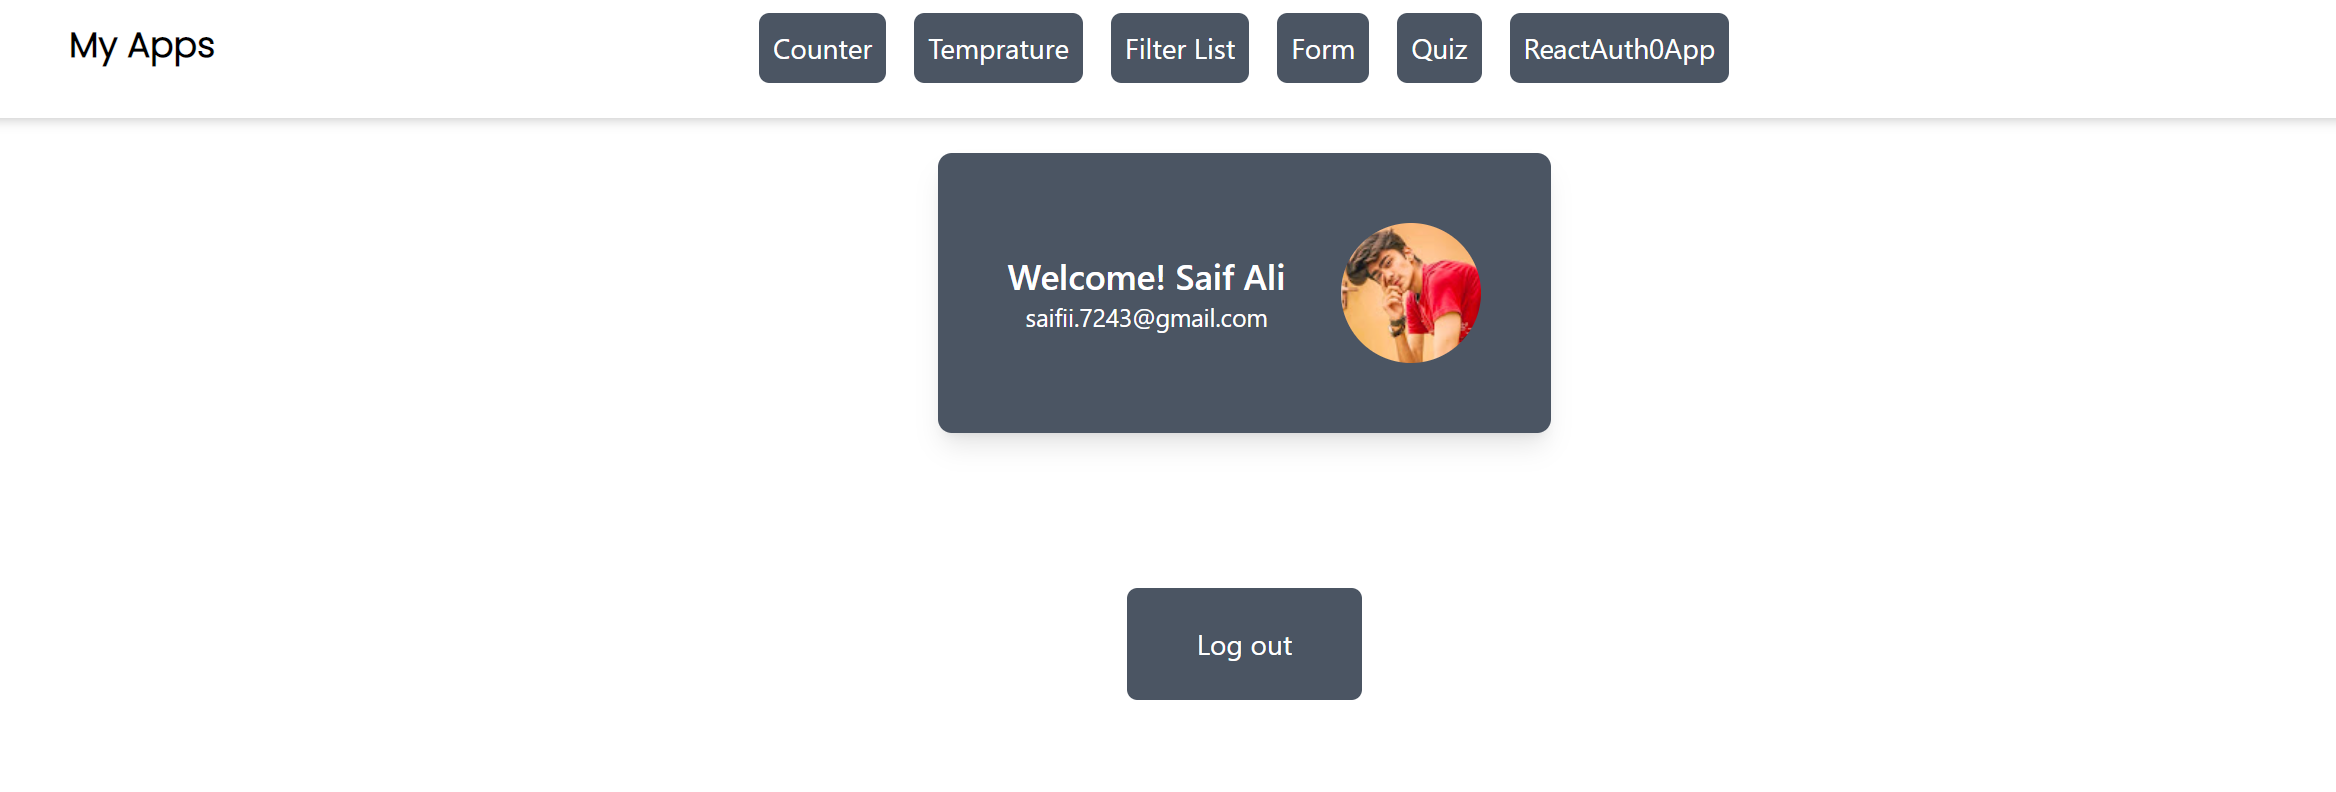 My Apps
Counter Temprature Filter List Form Quiz ReactAuth0App
Welcome! Saif Ali
saifii.7243@gmail.com
Log out